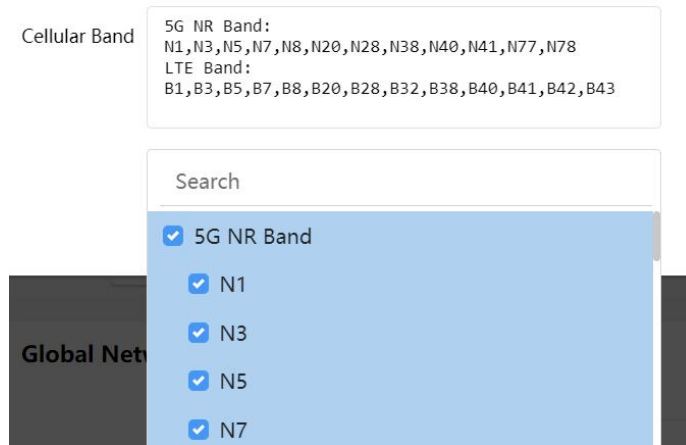 Cellular Band
5G NR Band:
N1,N3,N5,N7,N8,N20,N28,N38,N40,N41,N77,N78
LTE Band:
B1,B3,B5,B7,B8,B20,B28,B32,B38,B40,B41,B42,B43
Search
5G NR Band
N1
N3
Global
N5
N7